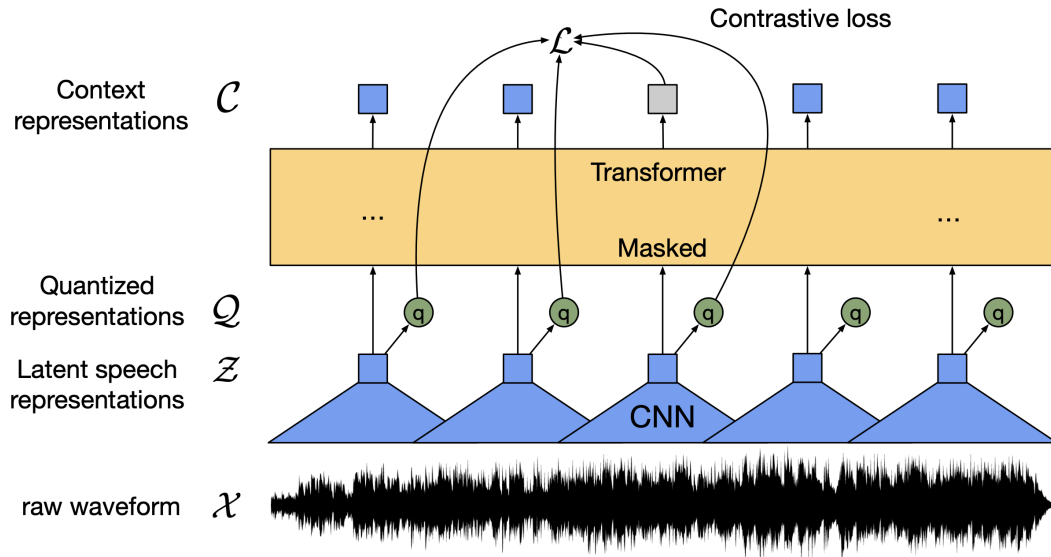 Contrastive loss
ℒ
Context
representations
𝒞
Transformer
...
...
Masked
Quantized
representations
𝒬
q
q
q
q
q
Latent speech
representations
𝒵
CNN
raw waveform
𝒳